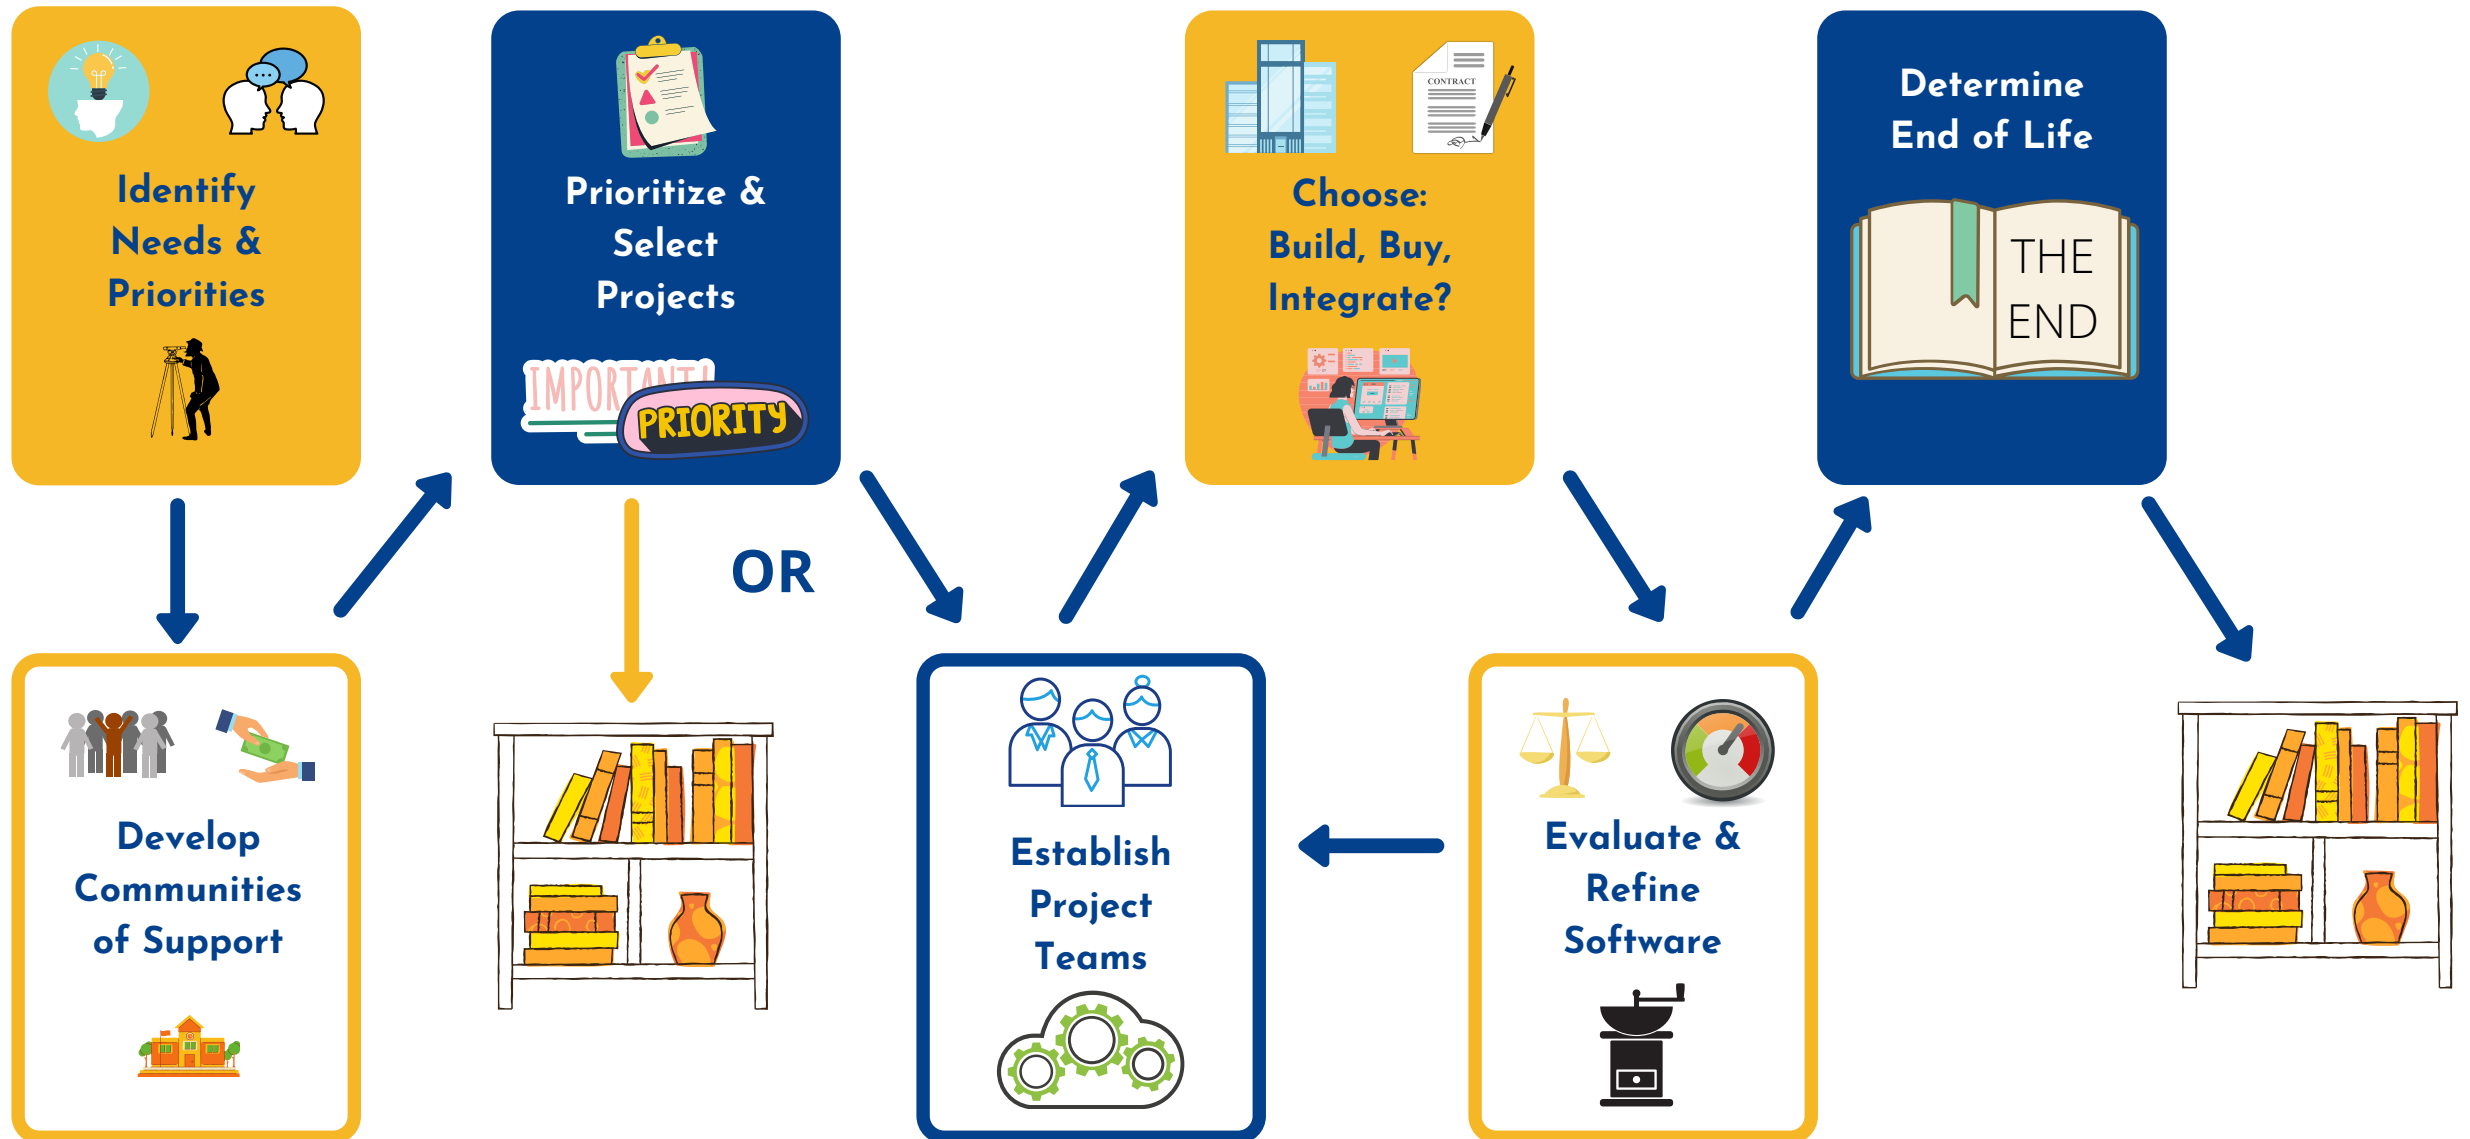 Identify
Needs &
Priorities
Prioritize &
Select
Projects
IMPORTANT!
PRIORITY
CONTRACT
Choose:
Build, Buy,
Integrate?
Determine
End of Life
THE
END
OR
Develop
Communities
of Support
Establish
Project
Teams
Evaluate &
Refine
Software